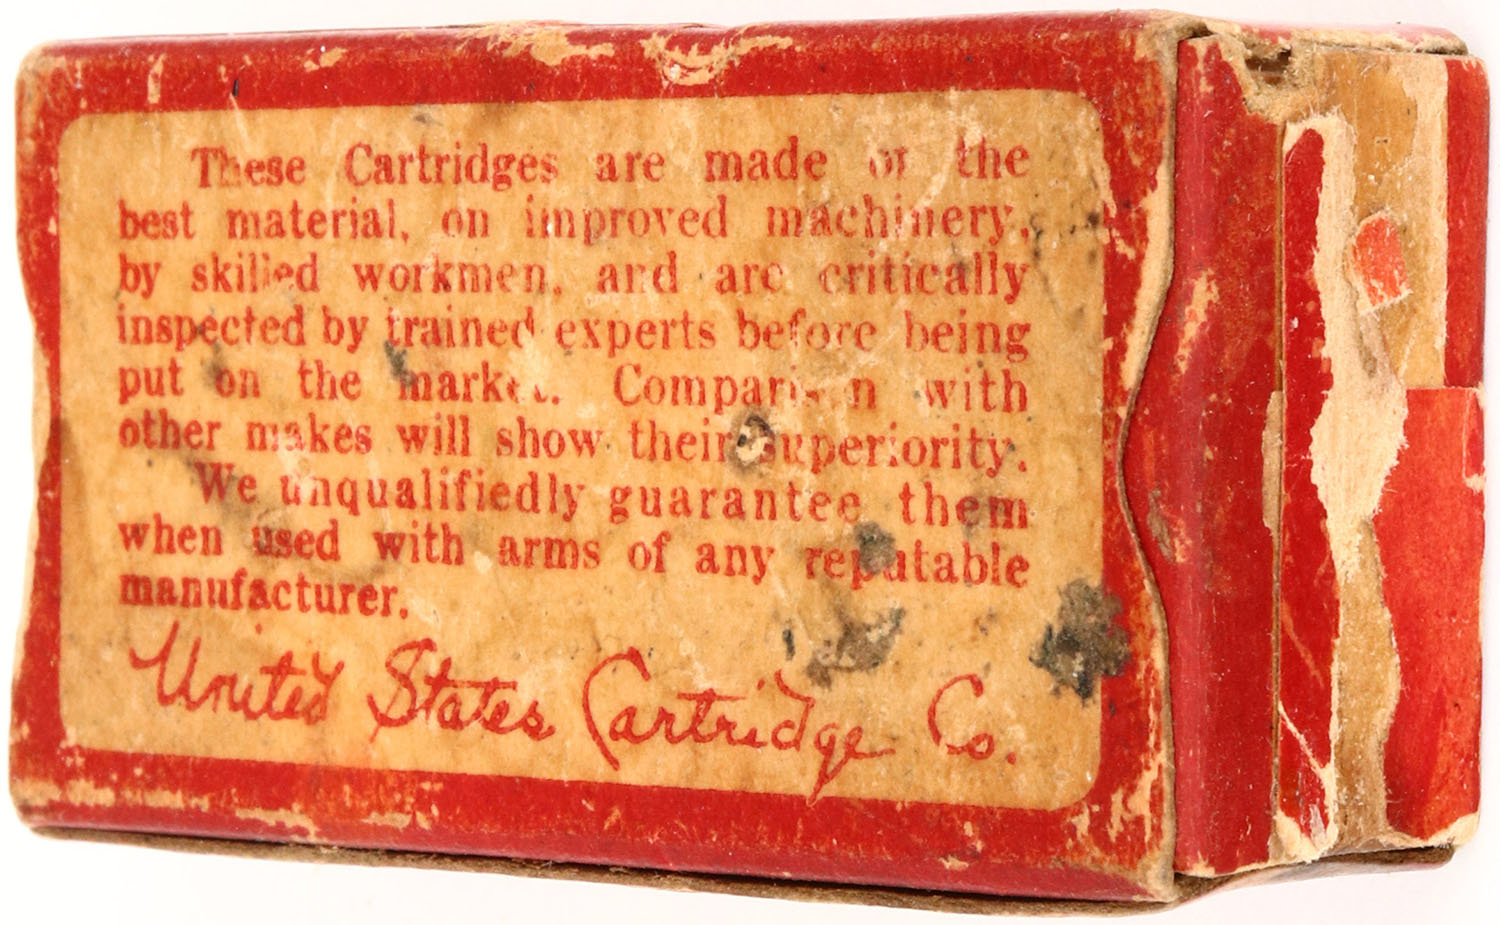 These Cartridges are made of the
best material, on improved machinery,
by skilled workmen, and are critically
inspected by trained experts before being
put on the market. Comparison with
other makes will show their superiority.
We unqualifiedly guarantee them
when used with arms of any reputable
manufacturer.
United States Cartridge Co.